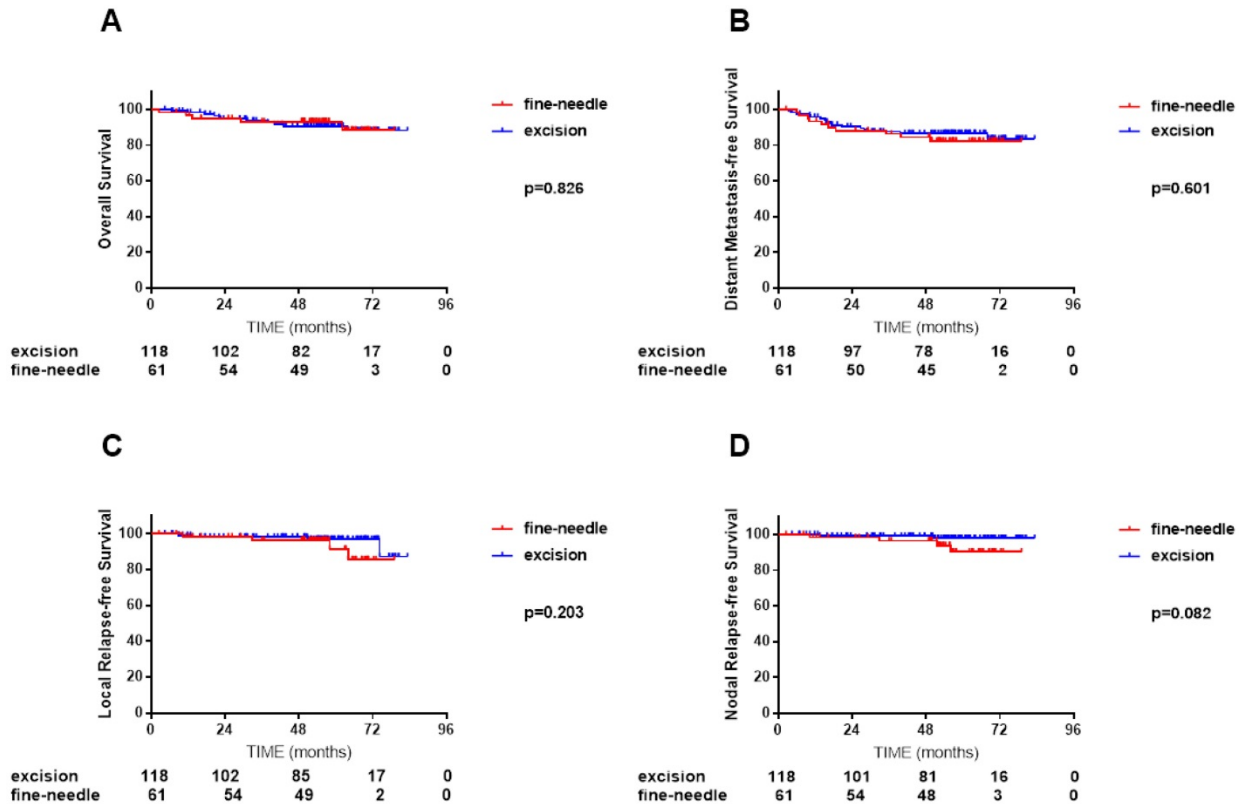 A
Overall Survival
100
80
60
40
20
0
0 24 48 72 96
TIME (months)
fine-needle
excision
p=0.826
excision 118 102 82 17 0
fine-needle 61 54 49 3 0
B
Distant Metastasis-free Survival
100
80
60
40
20
0
0 24 48 72 96
TIME (months)
fine-needle
excision
p=0.601
excision 118 97 78 16 0
fine-needle 61 50 45 2 0
C
Local Relapse-free Survival
100
80
60
40
20
0
0 24 48 72 96
TIME (months)
fine-needle
excision
p=0.203
excision 118 102 85 17 0
fine-needle 61 54 49 2 0
D
Nodal Relapse-free Survival
100
80
60
40
20
0
0 24 48 72 96
TIME (months)
fine-needle
excision
p=0.082
excision 118 101 81 16 0
fine-needle 61 54 48 3 0